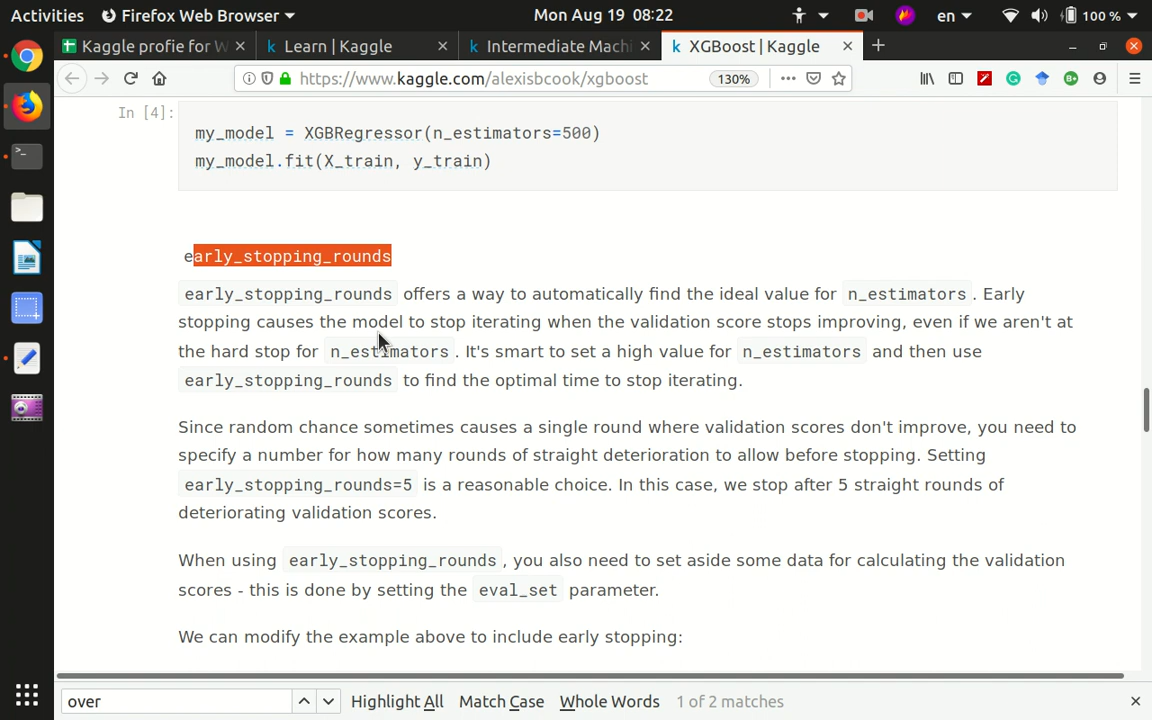 Activities Firefox Web Browser Mon Aug 19 08:22 en 100 %
Kaggle profie for W Learn | Kaggle Intermediate Machi XGBoost | Kaggle
https://www.kaggle.com/alexisbcook/xgboost 130%
In [4]:
my_model = XGBRegressor(n_estimators=500)
my_model.fit(X_train, y_train)
early_stopping_rounds
early_stopping_rounds offers a way to automatically find the ideal value for n_estimators . Early
stopping causes the model to stop iterating when the validation score stops improving, even if we aren't at
the hard stop for n_estimators . It's smart to set a high value for n_estimators and then use
early_stopping_rounds to find the optimal time to stop iterating.
Since random chance sometimes causes a single round where validation scores don't improve, you need to
specify a number for how many rounds of straight deterioration to allow before stopping. Setting
early_stopping_rounds=5 is a reasonable choice. In this case, we stop after 5 straight rounds of
deteriorating validation scores.
When using early_stopping_rounds , you also need to set aside some data for calculating the validation
scores - this is done by setting the eval_set parameter.
We can modify the example above to include early stopping:
over Highlight All Match Case Whole Words 1 of 2 matches